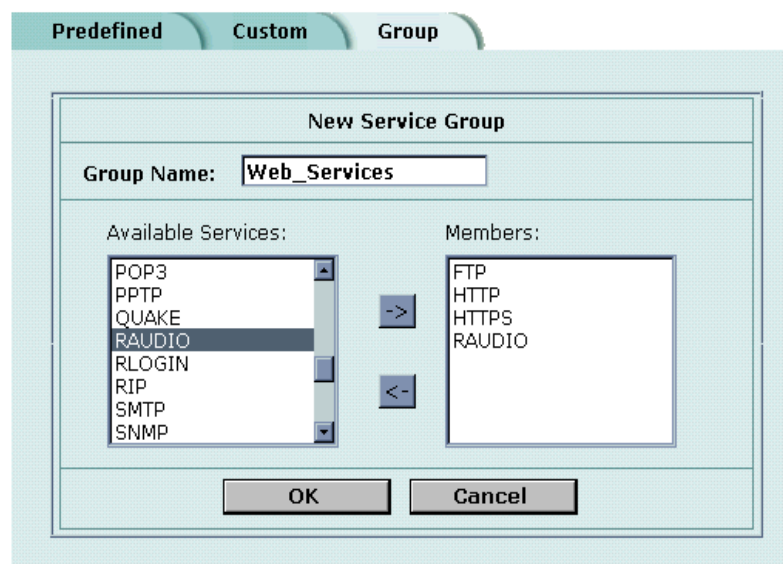 Predefined Custom Group
New Service Group
Group Name: Web_Services
Available Services: Members:
POP3
PPTP
QUAKE
RAUDIO
RLOGIN
RIP
SMTP
SNMP
->
<-
FTP
HTTP
HTTPS
RAUDIO
OK Cancel